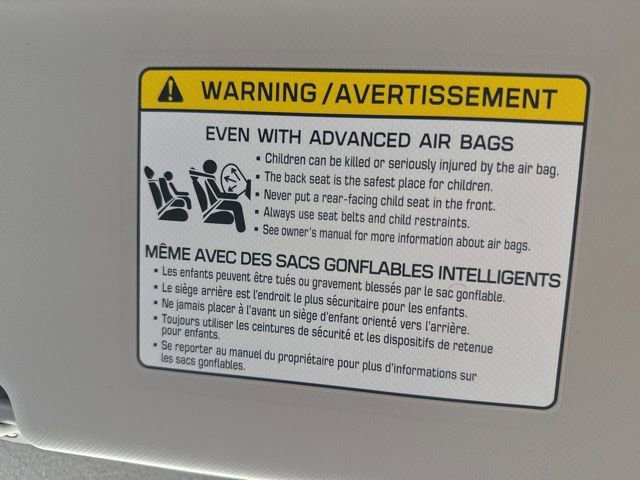 WARNING/AVERTISSEMENT
EVEN WITH ADVANCED AIR BAGS
▪ Children can be killed or seriously injured by the air bag.
▪ The back seat is the safest place for children.
▪ Never put a rear-facing child seat in the front.
▪ Always use seat belts and child restraints.
▪ See owner's manual for more information about air bags.
MÊME AVEC DES SACS GONFLABLES INTELLIGENTS
▪ Les enfants peuvent être tués ou gravement blessés par le sac gonflable.
▪ Le siège arrière est l'endroit le plus sécuritaire pour les enfants.
▪ Ne jamais placer à l'avant un siège d'enfant orienté vers l'arrière.
▪ Toujours utiliser les ceintures de sécurité et les dispositifs de retenue
pour enfants.
▪ Se reporter au manuel du propriétaire pour plus d'informations sur
les sacs gonflables.